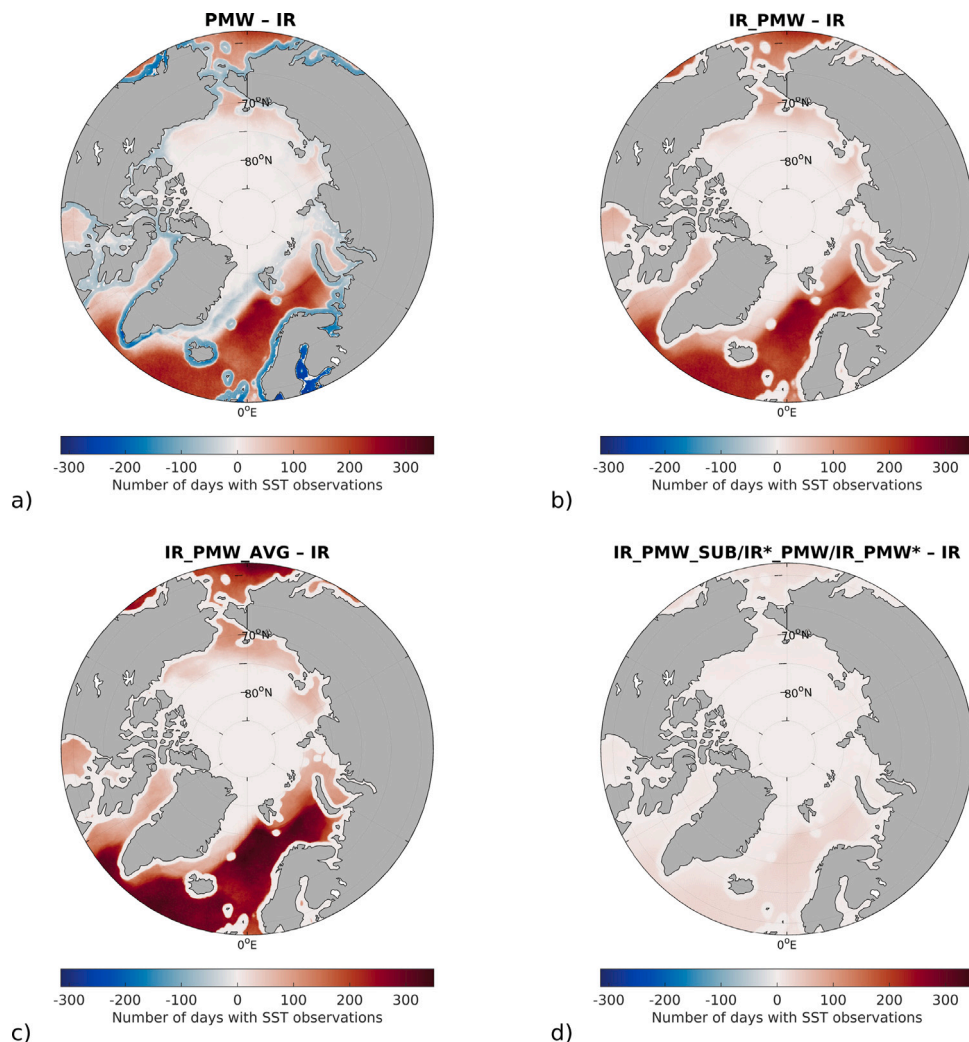 PMW – IR
70°N
80°N
0°E
-300 -200 -100 0 100 200 300
Number of days with SST observations
a)
IR_PMW – IR
70°N
80°N
0°E
-300 -200 -100 0 100 200 300
Number of days with SST observations
b)
IR_PMW_AVG – IR
70°N
80°N
0°E
-300 -200 -100 0 100 200 300
Number of days with SST observations
c)
IR_PMW_SUB/IR*_PMW/IR_PMW* – IR
70°N
80°N
0°E
-300 -200 -100 0 100 200 300
Number of days with SST observations
d)